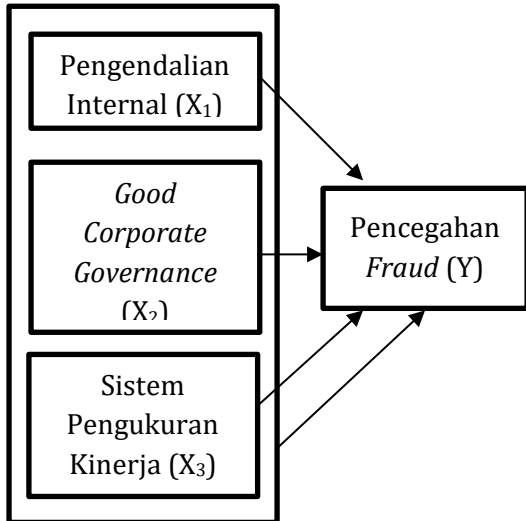 Pengendalian
Internal (X₁)
Good
Corporate
Governance
(X₂)
Pencegahan
Fraud (Y)
Sistem
Pengukuran
Kinerja (X₃)